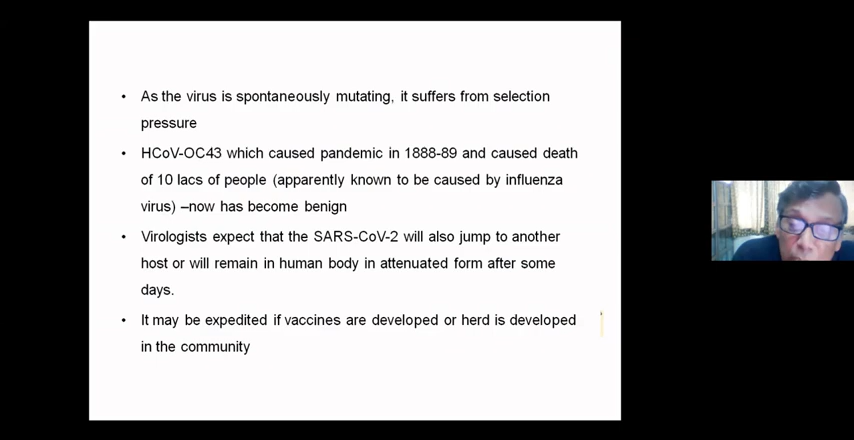 • As the virus is spontaneously mutating, it suffers from selection
pressure
• HCoV-OC43 which caused pandemic in 1888-89 and caused death
of 10 lacs of people (apparently known to be caused by influenza
virus) –now has become benign
• Virologists expect that the SARS-CoV-2 will also jump to another
host or will remain in human body in attenuated form after some
days.
• It may be expedited if vaccines are developed or herd is developed
in the community